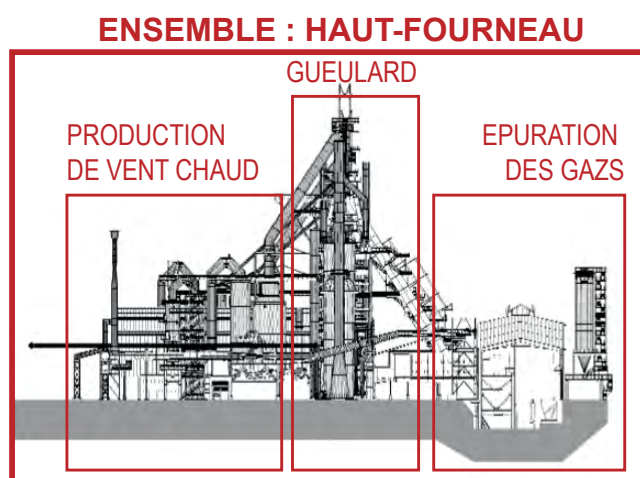 ENSEMBLE : HAUT-FOURNEAU
GUEULARD
PRODUCTION
DE VENT CHAUD
EPURATION
DES GAZS